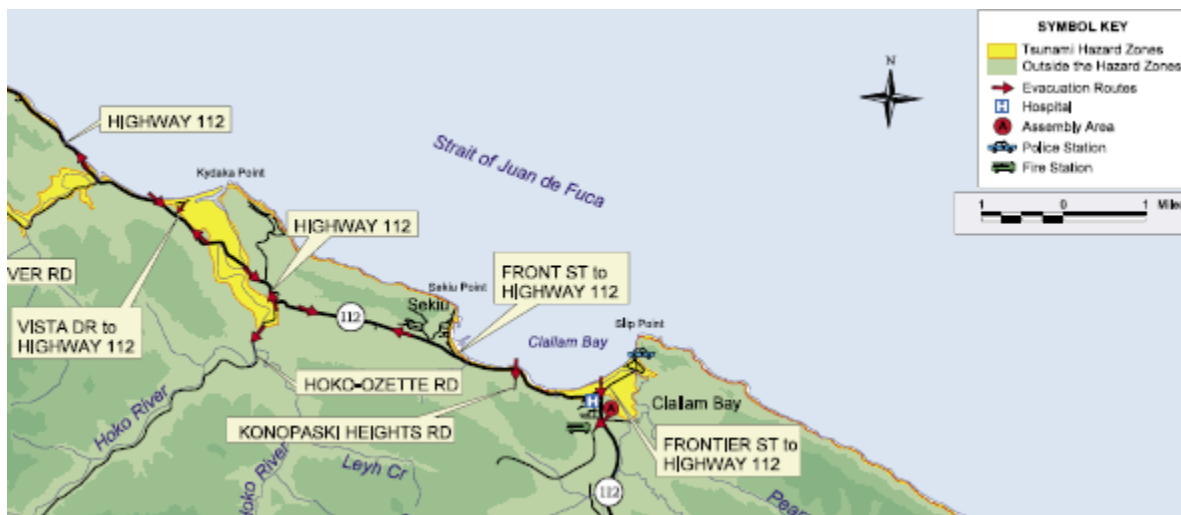 SYMBOL KEY
Tsunami Hazard Zones
Outside the Hazard Zones
Evacuation Routes
H
Hospital
A
Assembly Area
Police Station
Fire Station
N
1 0 1 Miles
HIGHWAY 112
Kydaka Point
Strait of Juan de Fuca
HIGHWAY 112
VER RD
FRONT ST to
HIGHWAY 112
Sekiu Point
Sekiu
112
Slip Point
Clallam Bay
VISTA DR to
HIGHWAY 112
HOKO-OZETTE RD
H
A
Clallam Bay
Hoko River
KONOPASKI HEIGHTS RD
FRONTIER ST to
HIGHWAY 112
Leyh Cr
Hoko River
112